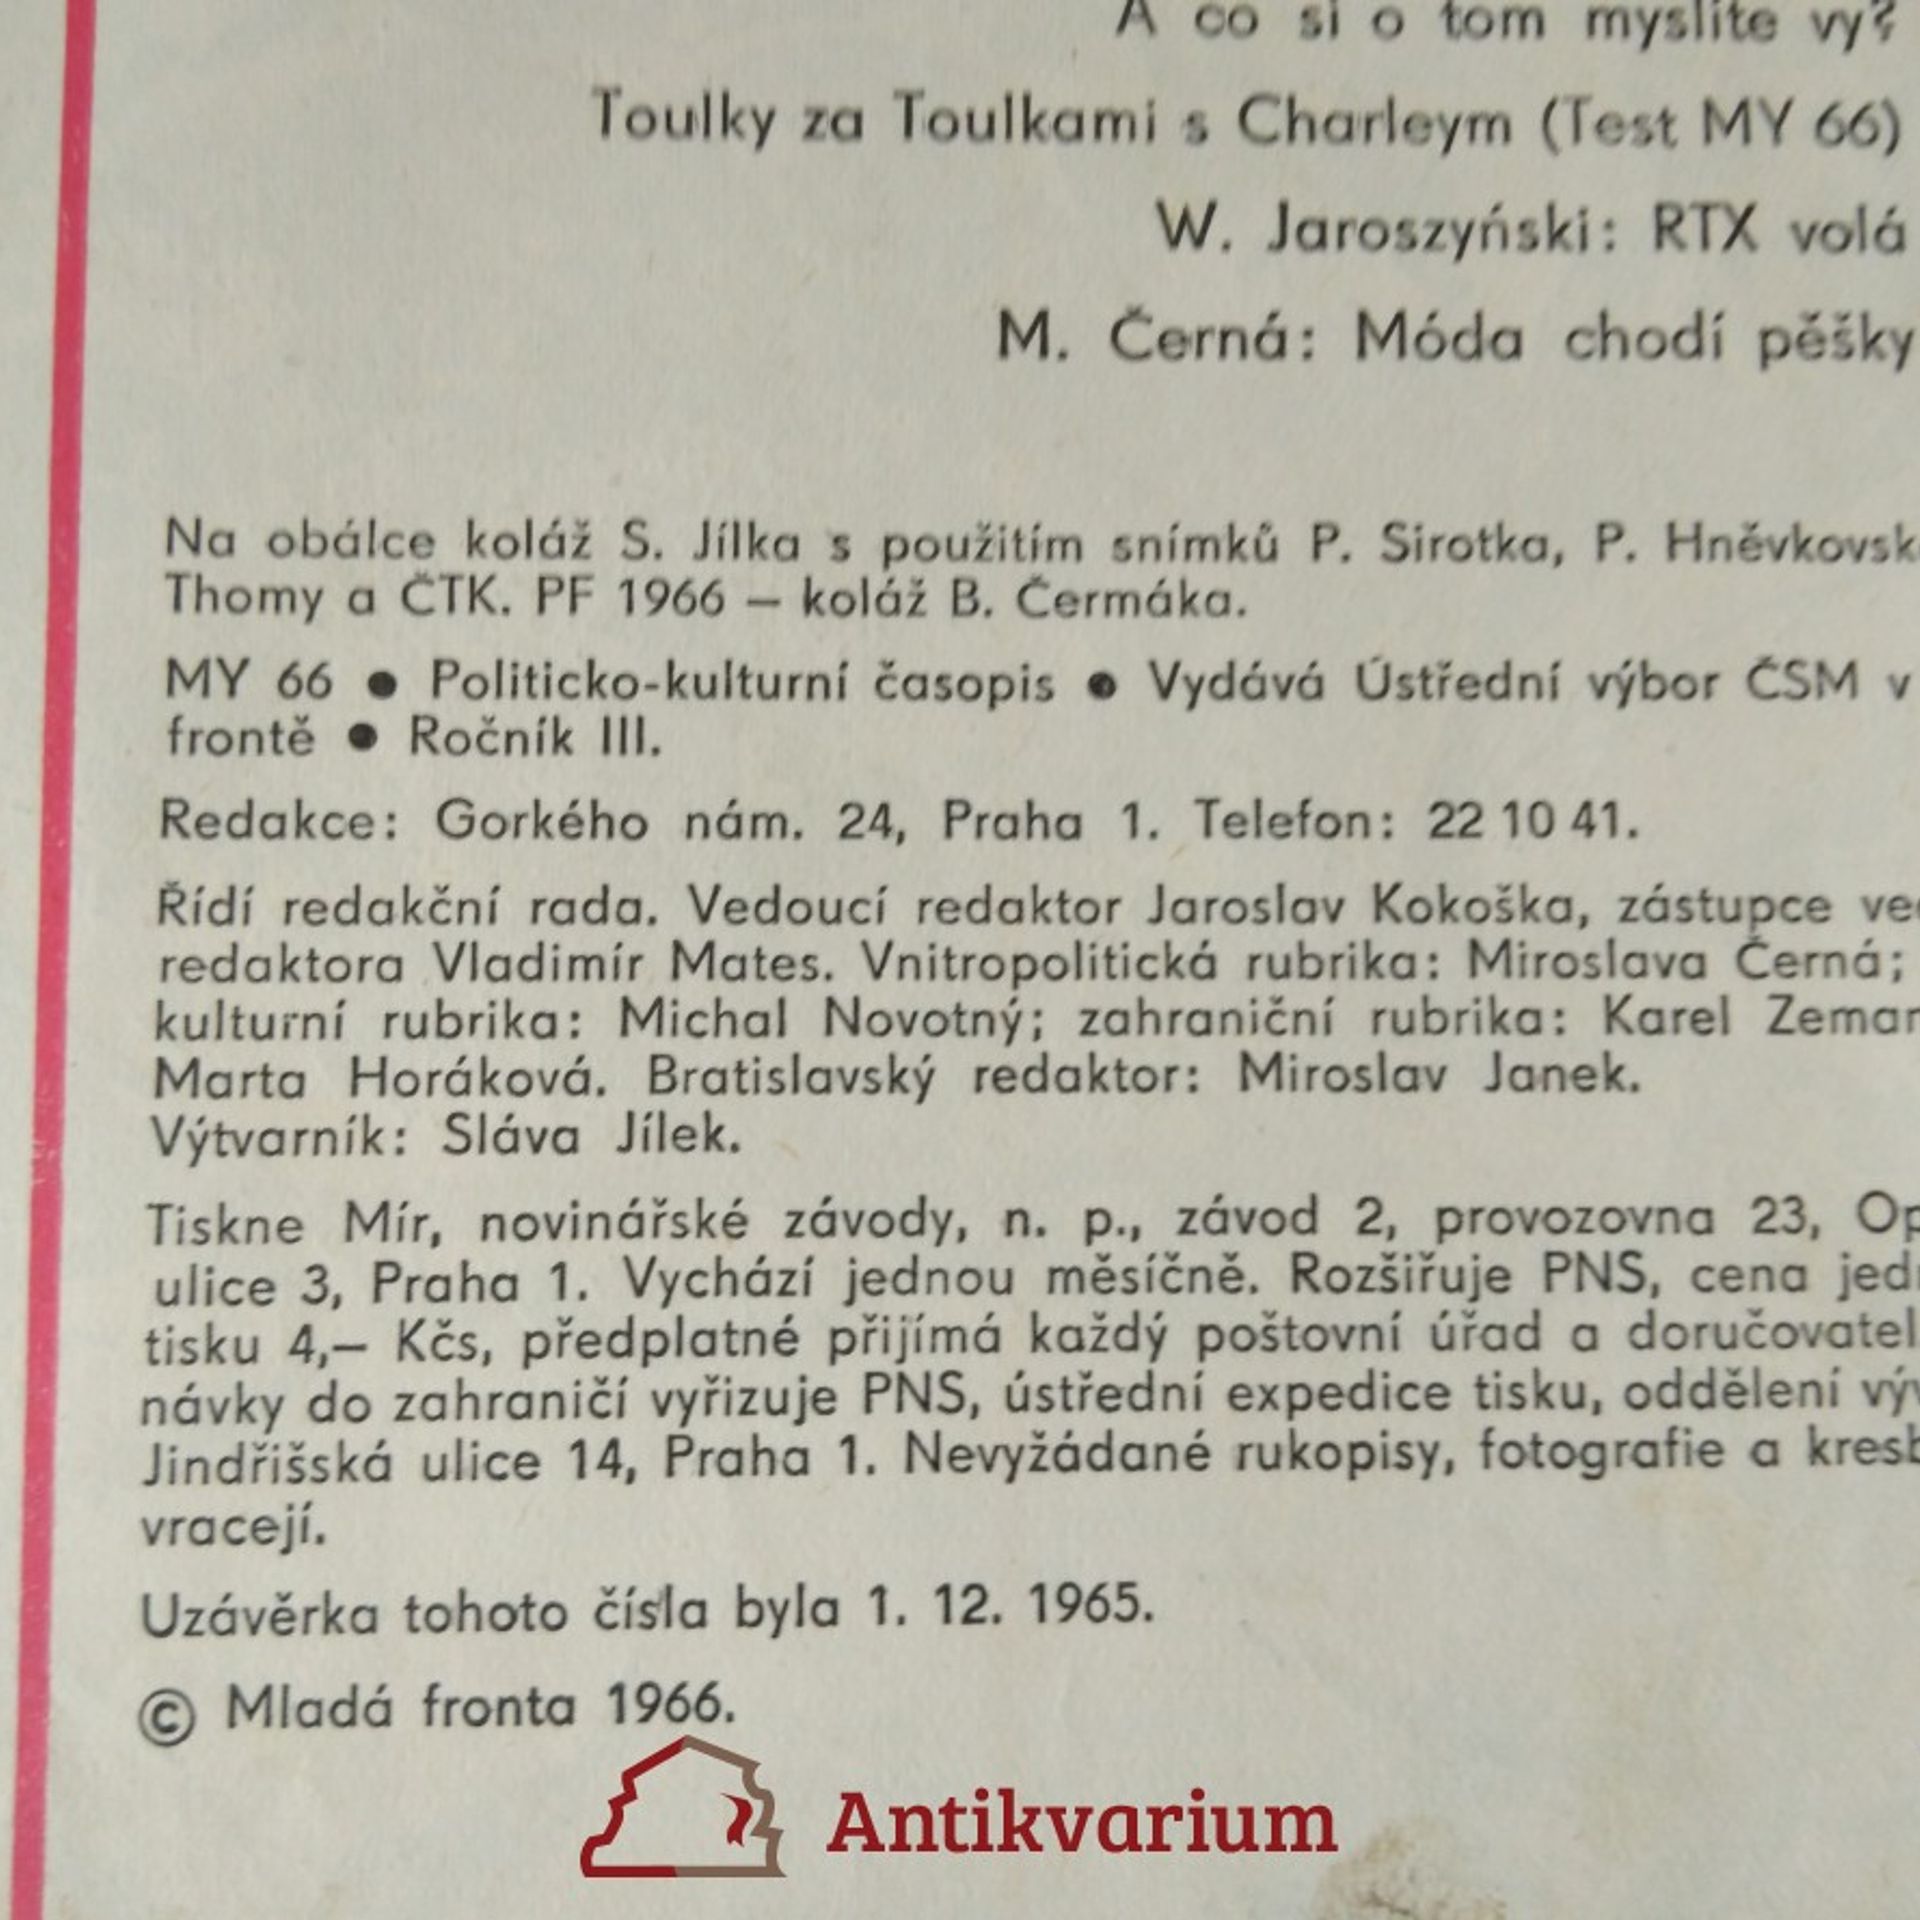 A co si o tom myslíte vy?
Toulky za Toulkami s Charleym (Test MY 66)
W. Jaroszyński: RTX volá
M. Černá: Móda chodí pěšky
Na obálce koláž S. Jílka s použitím snímků P. Sirotka, P. Hněvkovsk
Thomy a ČTK. PF 1966 – koláž B. Čermáka.
MY 66 ● Politicko-kulturní časopis ● Vydává Ústřední výbor ČSM v
frontě ● Ročník III.
Redakce: Gorkého nám. 24, Praha 1. Telefon: 22 10 41.
Řídí redakční rada. Vedoucí redaktor Jaroslav Kokoška, zástupce ve
redaktora Vladimír Mates. Vnitropolitická rubrika: Miroslava Černá;
kulturní rubrika: Michal Novotný; zahraniční rubrika: Karel Zeman
Marta Horáková. Bratislavský redaktor: Miroslav Janek.
Výtvarník: Sláva Jílek.
Tiskne Mír, novinářské závody, n. p., závod 2, provozovna 23, Op
ulice 3, Praha 1. Vychází jednou měsíčně. Rozšiřuje PNS, cena jed
tisku 4,– Kčs, předplatné přijímá každý poštovní úřad a doručovatel
návky do zahraničí vyřizuje PNS, ústřední expedice tisku, oddělení výv
Jindřišská ulice 14, Praha 1. Nevyžádané rukopisy, fotografie a kresb
vracejí.
Uzávěrka tohoto čísla byla 1. 12. 1965.
© Mladá fronta 1966.
Antikvarium